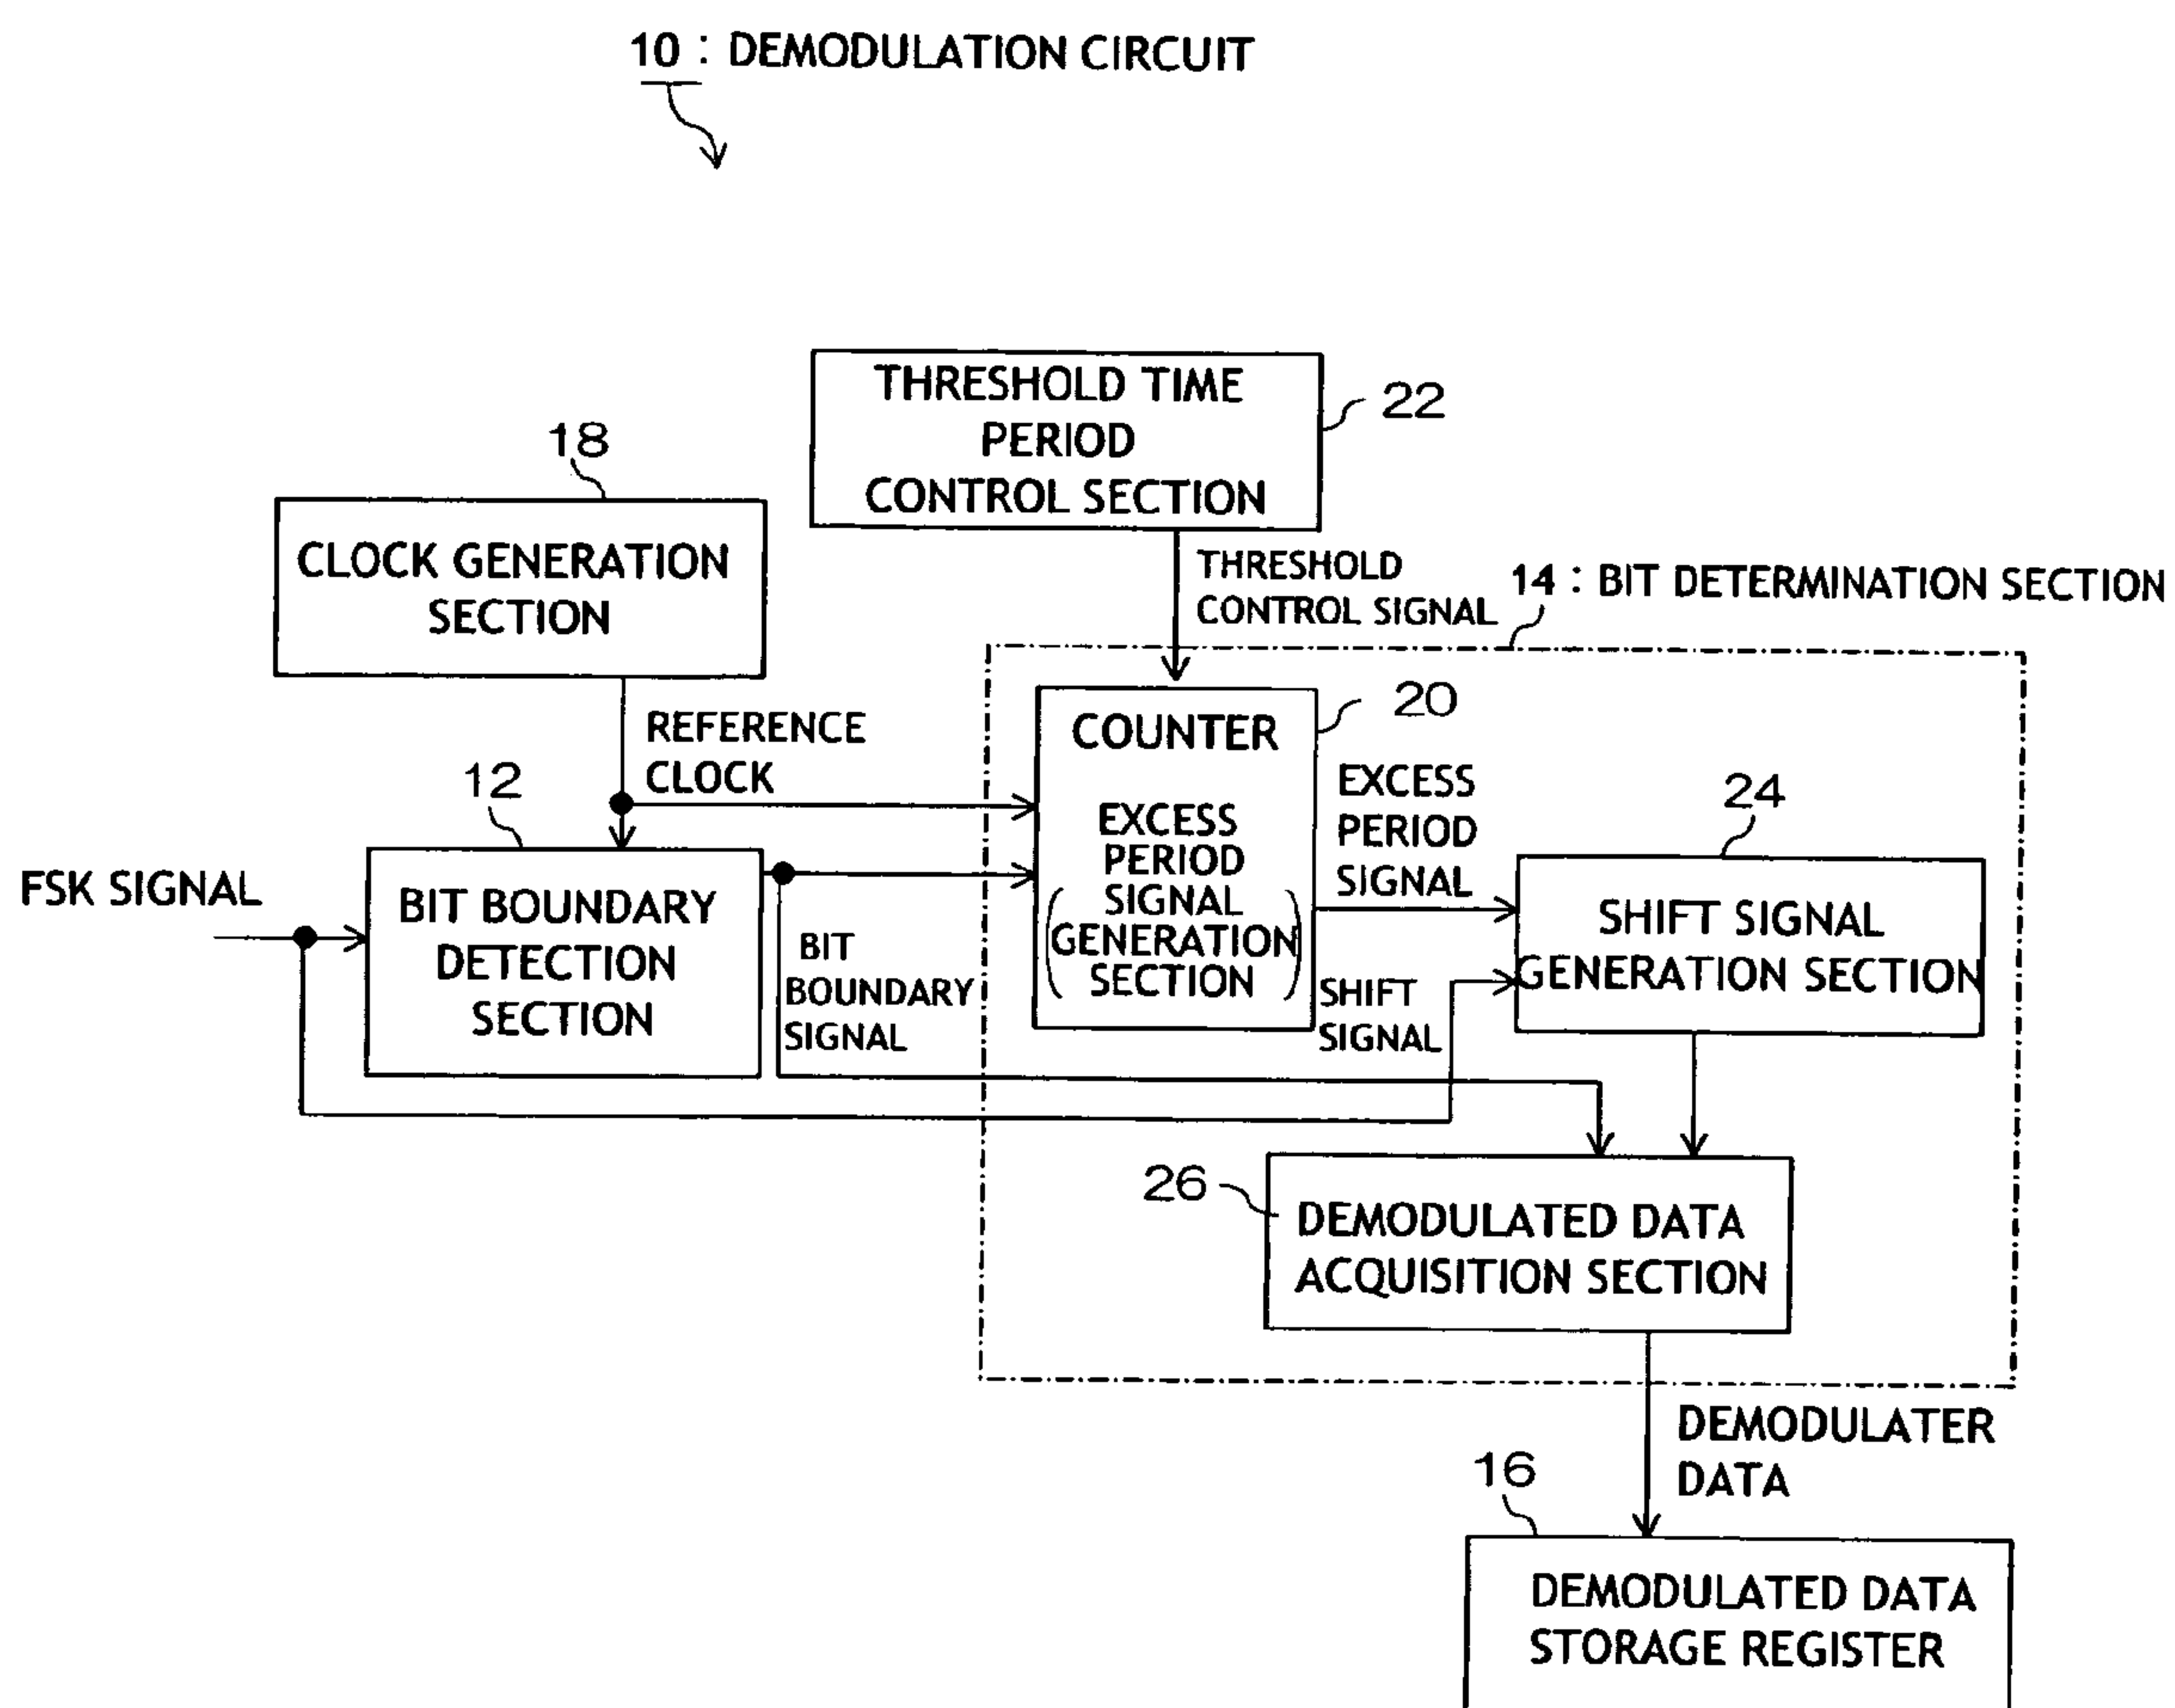 10 : DEMODULATION CIRCUIT
THRESHOLD TIME
PERIOD
CONTROL SECTION
22
18
CLOCK GENERATION
SECTION
THRESHOLD
CONTROL SIGNAL
14 : BIT DETERMINATION SECTION
REFERENCE
CLOCK
20
COUNTER
EXCESS
PERIOD
SIGNAL
GENERATION
SECTION
EXCESS
PERIOD
SIGNAL
24
SHIFT SIGNAL
GENERATION SECTION
12
FSK SIGNAL
BIT BOUNDARY
DETECTION
SECTION
BIT
BOUNDARY
SIGNAL
SHIFT
SIGNAL
26
DEMODULATED DATA
ACQUISITION SECTION
DEMODULATER
DATA
16
DEMODULATED DATA
STORAGE REGISTER